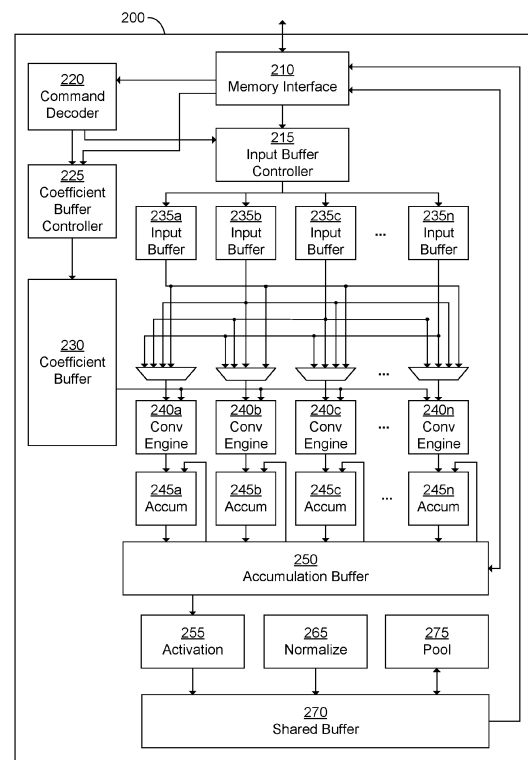 200
210
Memory Interface
220
Command
Decoder
215
Input Buffer
Controller
225
Coefficient
Buffer
Controller
235a
Input
Buffer
235b
Input
Buffer
235c
Input
Buffer
...
235n
Input
Buffer
230
Coefficient
Buffer
...
240a
Conv
Engine
240b
Conv
Engine
240c
Conv
Engine
...
240n
Conv
Engine
245a
Accum
245b
Accum
245c
Accum
...
245n
Accum
250
Accumulation Buffer
255
Activation
265
Normalize
275
Pool
270
Shared Buffer